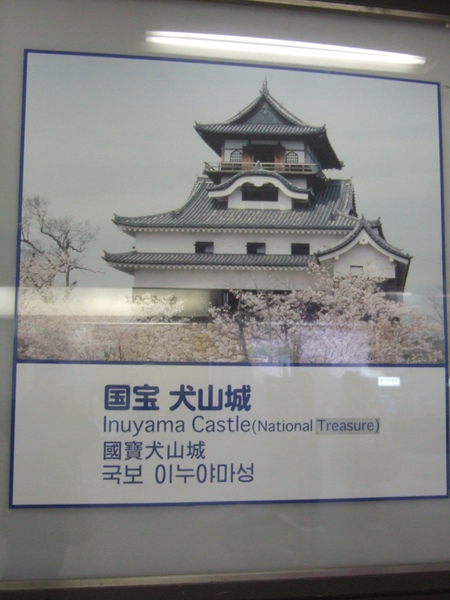 国宝 犬山城
Inuyama Castle(National Treasure)
國寶犬山城
국보 이누야마성